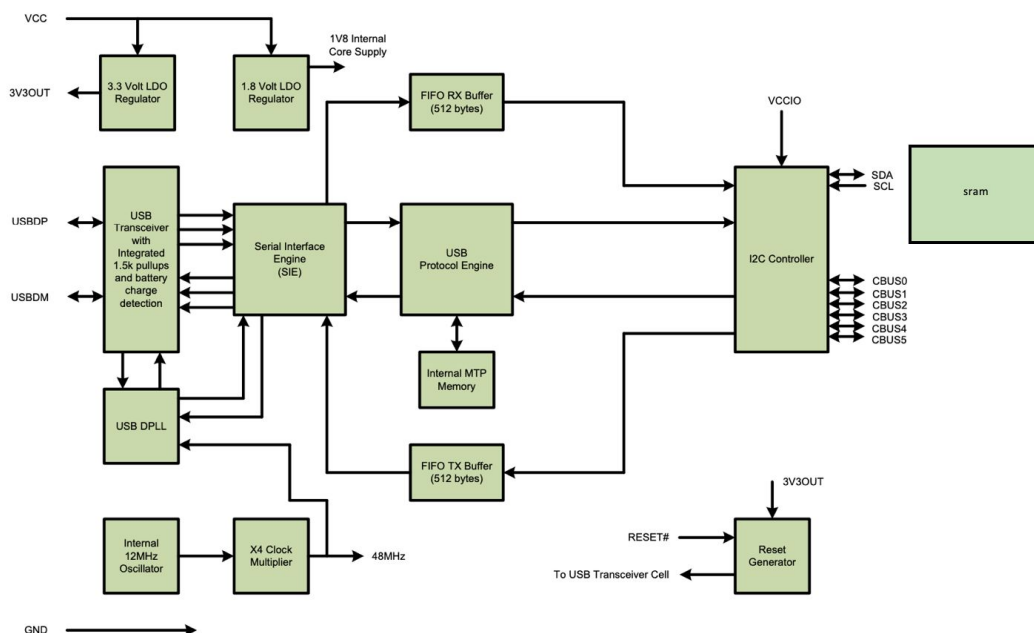 VCC
1V8 Internal
Core Supply
3.3 Volt LDO
Regulator
1.8 Volt LDO
Regulator
3V3OUT
FIFO RX Buffer
(512 bytes)
VCCIO
USB
Transceiver
with
Integrated
1.5k pullups
and battery
charge
detection
USBDP
USBDM
Serial Interface
Engine
(SIE)
USB
Protocol Engine
I2C Controller
SDA
SCL
sram
CBUS0
CBUS1
CBUS2
CBUS3
CBUS4
CBUS5
Internal MTP
Memory
USB DPLL
FIFO TX Buffer
(512 bytes)
3V3OUT
Internal
12MHz
Oscillator
X4 Clock
Multiplier
48MHz
RESET#
Reset
Generator
To USB Transceiver Cell
GND